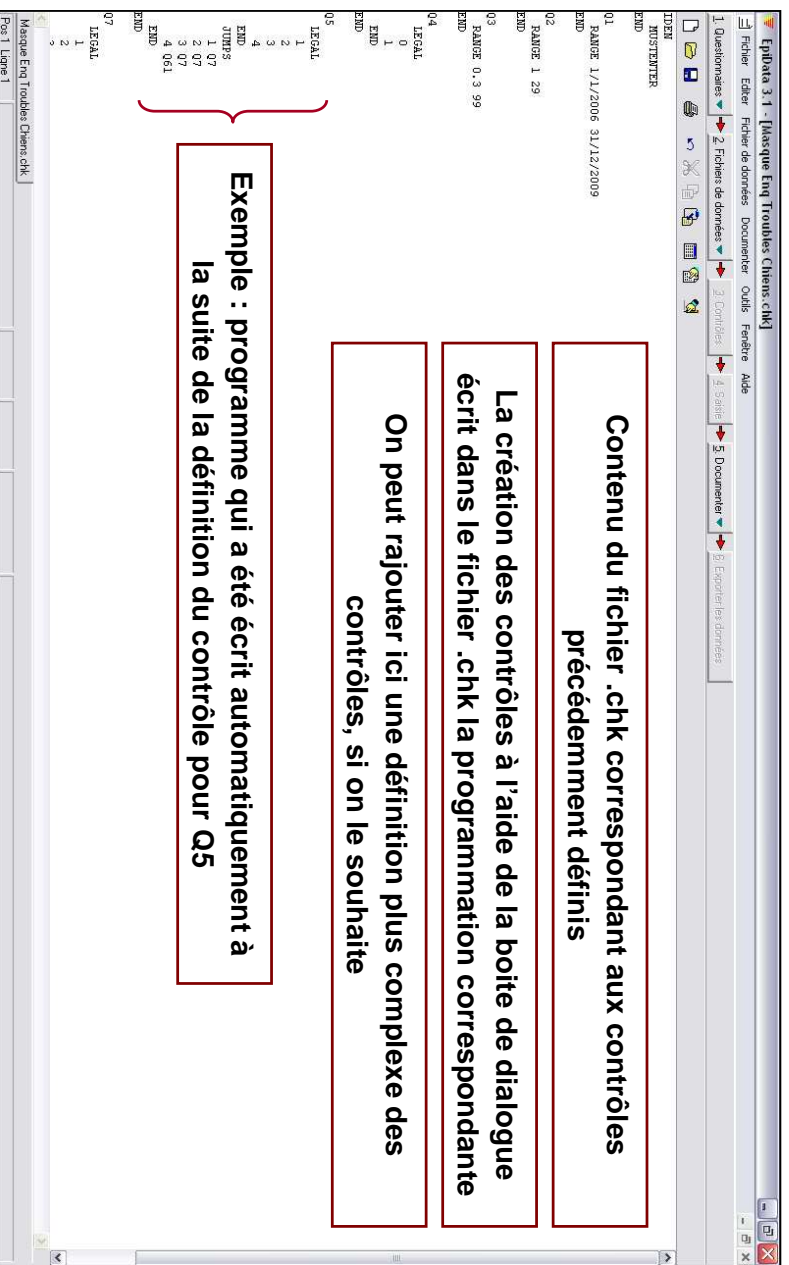 EpiData 3.1 - [Masque Enq Troubles Chiens.chk]
Fichier Editer Fichier de données Documenter Outils Fenêtre Aide
1. Questionnaires 2. Fichiers de données 3. Contrôles 4. Saisie 5. Documenter 6. Exporter les données
IDEN
MUSTENTER
END
Q1
RANGE 1/1/2006 31/12/2009
END
Q2
RANGE 1 29
END
Q3
RANGE 0.3 99
END
Q4
LEGAL
0
1
END
END
Q5
LEGAL
1
2
3
4
END
JUMPS
1 Q7
2 Q7
3 Q7
4 Q61
END
END
Q7
LEGAL
1
2
Contenu du fichier .chk correspondant aux contrôles
précédemment définis
La création des contrôles à l'aide de la boite de dialogue
écrit dans le fichier .chk la programmation correspondante
On peut rajouter ici une définition plus complexe des
contrôles, si on le souhaite
Exemple : programme qui a été écrit automatiquement à
la suite de la définition du contrôle pour Q5
Masque Enq Troubles Chiens.chk
Pos 1 Ligne 1